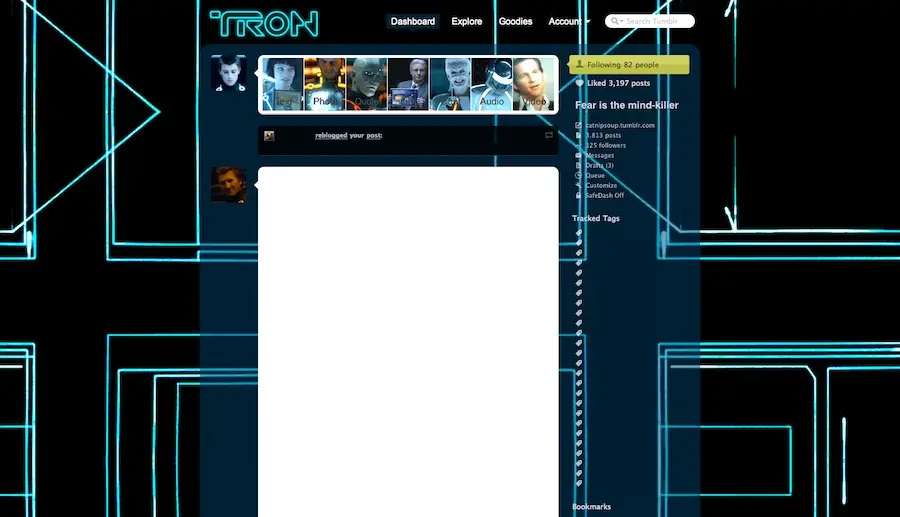 TRON
Dashboard Explore Goodies Account Search Tumblr
Text Photo Quote Chat Audio Video
Following 82 people
Liked 3,197 posts
Fear is the mind-killer
reblogged your post:
catnipsoup.tumblr.com
3,813 posts
125 followers
Messages
Drafts (3)
Queue
Customize
SafeDash Off
Tracked Tags
Bookmarks